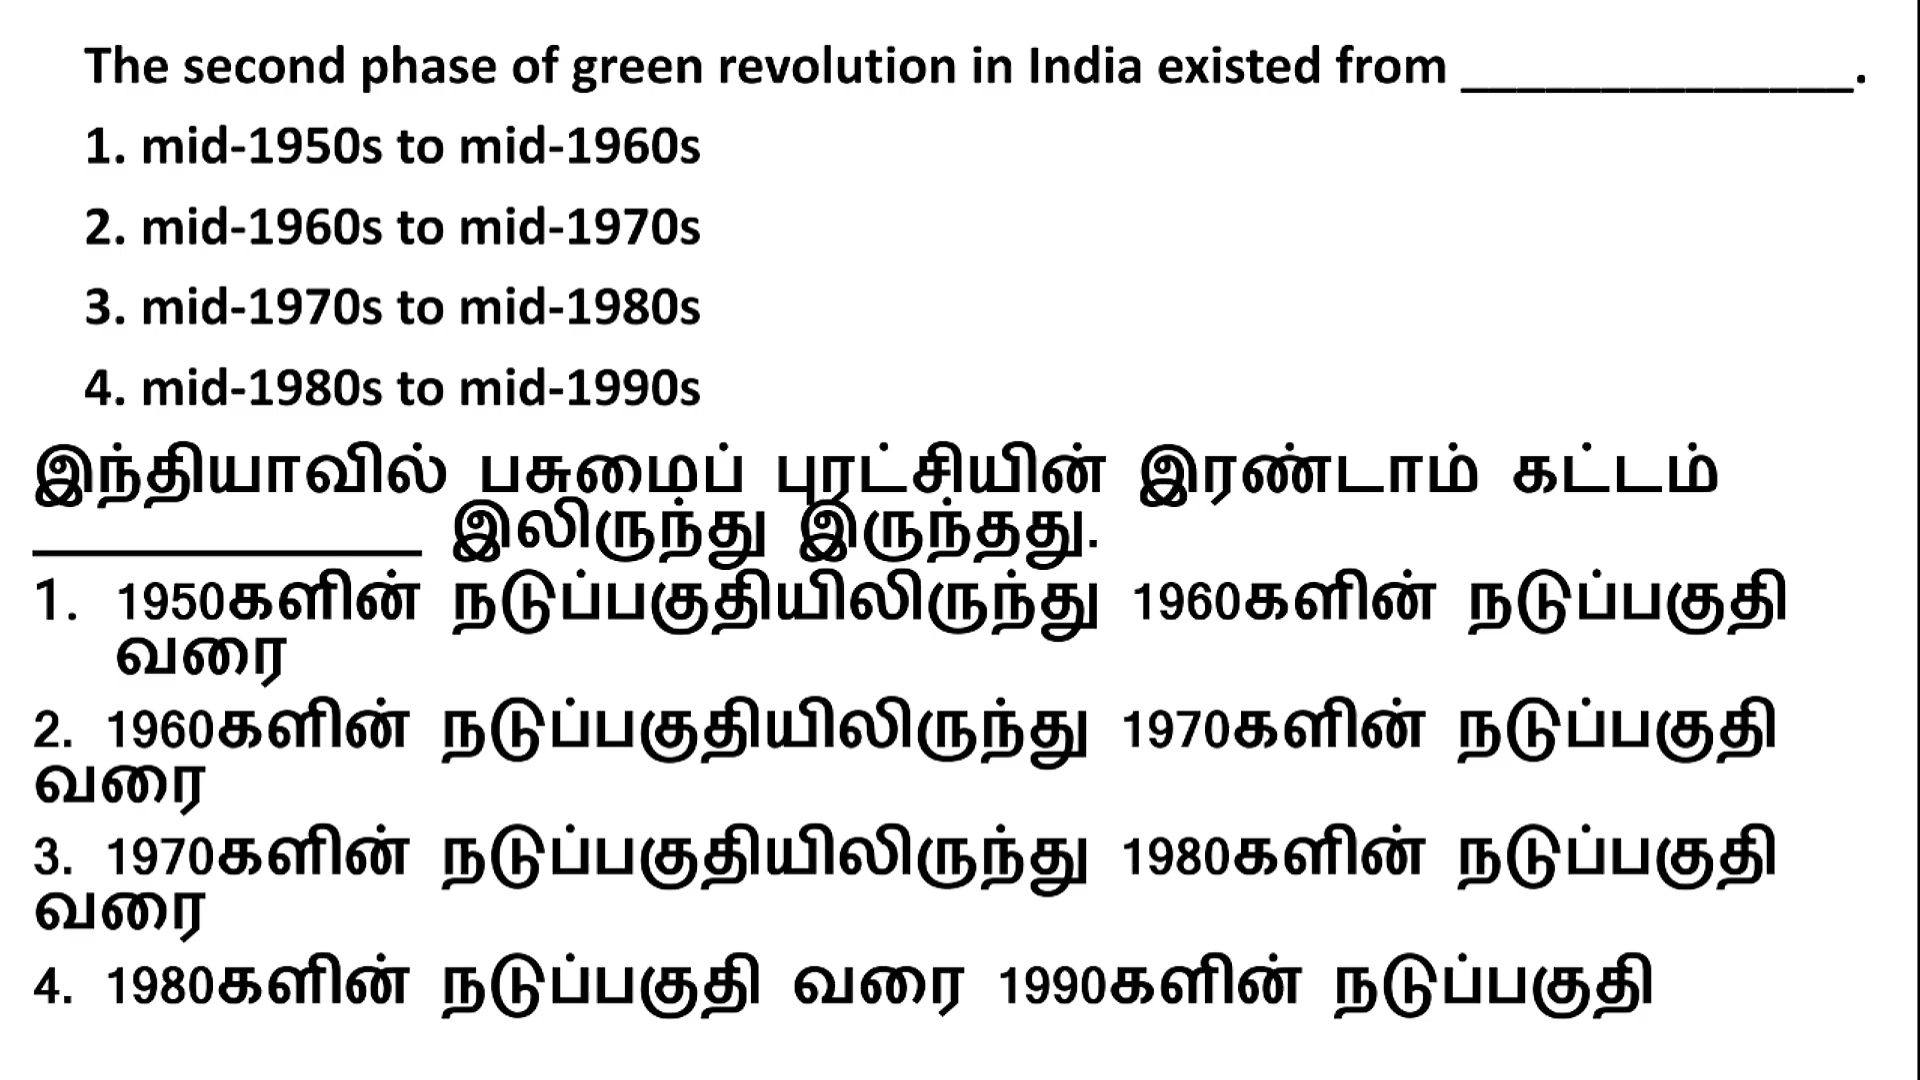 The second phase of green revolution in India existed from ______________.
1. mid-1950s to mid-1960s
2. mid-1960s to mid-1970s
3. mid-1970s to mid-1980s
4. mid-1980s to mid-1990s
இந்தியாவில் பசுமைப் புரட்சியின் இரண்டாம் கட்டம்
______________ இலிருந்து இருந்தது.
1. 1950களின் நடுப்பகுதியிலிருந்து 1960களின் நடுப்பகுதி
வரை
2. 1960களின் நடுப்பகுதியிலிருந்து 1970களின் நடுப்பகுதி
வரை
3. 1970களின் நடுப்பகுதியிலிருந்து 1980களின் நடுப்பகுதி
வரை
4. 1980களின் நடுப்பகுதி வரை 1990களின் நடுப்பகுதி